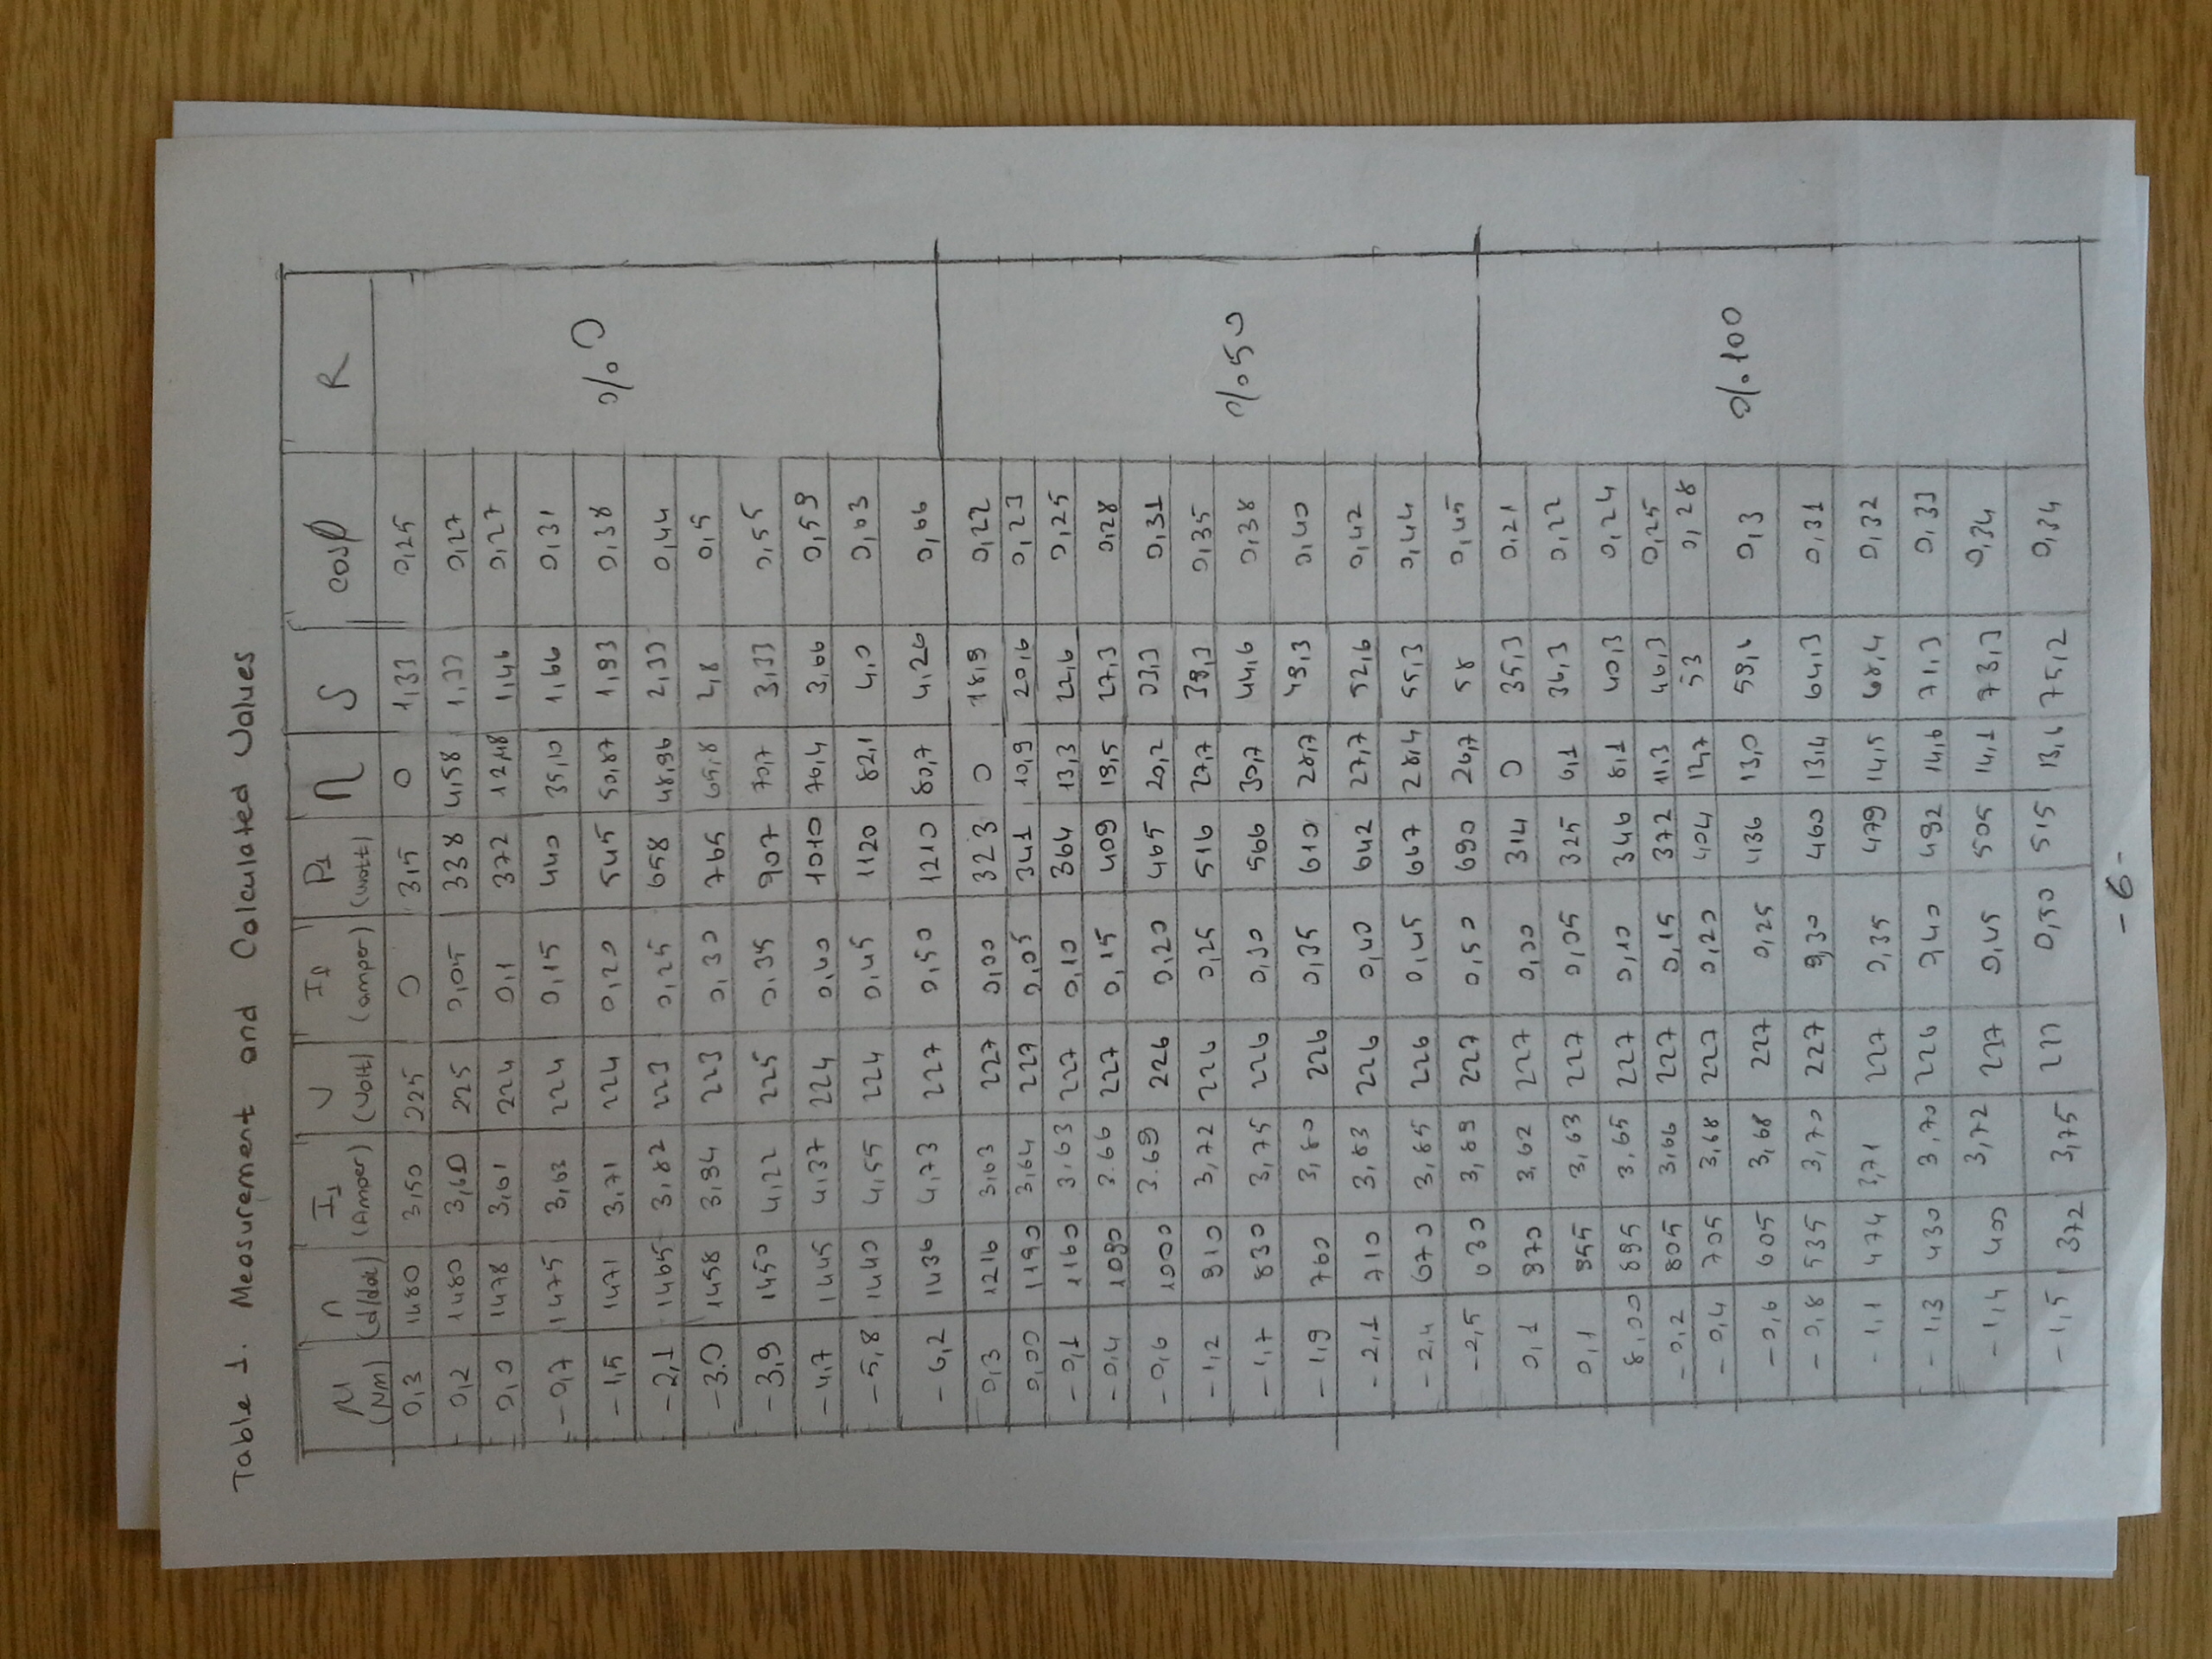 Table 1. Measurement and Calculated Values
M n I₁ U I₂ P₁ η S cosφ R
(Nm) (d/dak) (Amper) (Volt) (amper) (Watt)
0,3 1480 3,50 225 0 315 0 1,33 0,25
0,2 1480 3,60 225 0,05 338 4,58 1,33 0,27
0,0 1478 3,61 224 0,1 372 12,48 1,46 0,27
-0,7 1475 3,63 224 0,15 440 35,10 1,66 0,31
-1,5 1471 3,71 224 0,20 545 50,87 1,93 0,38 %0
-2,1 1465 3,82 223 0,25 658 48,96 2,33 0,44
-3.0 1458 3,94 223 0,30 765 65,8 2,8 0,5
-3,9 1450 4,22 225 0,35 907 70,7 3,33 0,55
-4,7 1445 4,37 224 0,40 1010 76,4 3,66 0,59
-5,8 1440 4,55 224 0,45 1120 82,1 4,0 0,63
-6,2 1436 4,73 227 0,50 1210 80,7 4,26 0,66
0,3 1216 3,63 227 0,00 323 0 18,9 0,22
0,00 1190 3,64 227 0,05 341 10,9 20,6 0,23
-0,1 1160 3,63 227 0,10 364 13,3 22,6 0,25
-0,4 1090 3.66 227 0,15 409 19,5 27,3 0,28
-0,6 1000 3.69 226 0,20 465 20,2 33,3 0,31
-1,2 910 3,72 226 0,25 516 27,7 39,3 0,35
-1,7 830 3,75 226 0,30 566 30,7 44,6 0,38 %50
-1,9 760 3,80 226 0,35 610 28,7 49,3 0,40
-2,1 710 3,83 226 0,40 642 27,7 52,6 0,42
-2,4 670 3,85 226 0,45 667 28,4 55,3 0,44
-2,5 630 3,89 227 0,50 690 26,7 58 0,45
0,1 970 3,62 227 0,00 314 0 35,3 0,21
0,1 955 3,63 227 0,05 325 6,1 36,3 0,22
0,00 895 3,65 227 0,10 346 8,1 40,3 0,24
-0,2 805 3,66 227 0,15 372 11,3 46,3 0,25
-0,4 705 3,68 227 0,20 404 12,7 53 0,28
-0,6 605 3,68 227 0,25 436 13,0 59,6 0,3 %100
-0,8 535 3,70 227 0,30 460 13,4 64,3 0,31
-1,1 474 3,71 227 0,35 479 14,5 68,4 0,32
-1,3 430 3,70 226 0,40 492 14,6 71,3 0,33
-1,4 400 3,72 227 0,45 505 14,1 73,3 0,34
-1,5 372 3,75 227 0,50 515 13,6 75,2 0,34
-6-